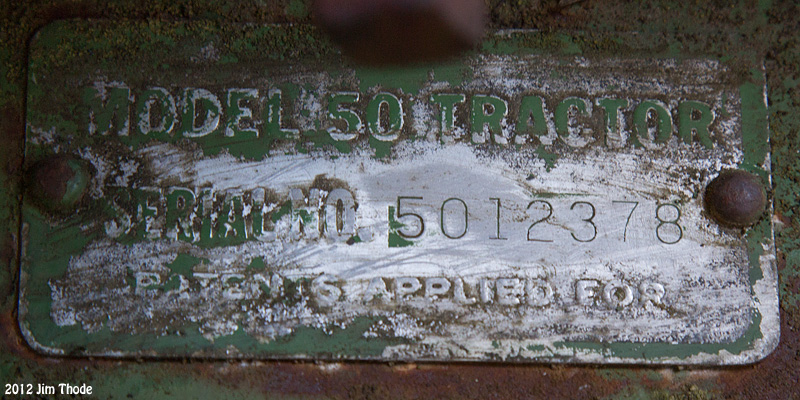 MODEL 50 TRACTOR
SERIAL NO. 5012378
PATENTS APPLIED FOR
2012 Jim Thode